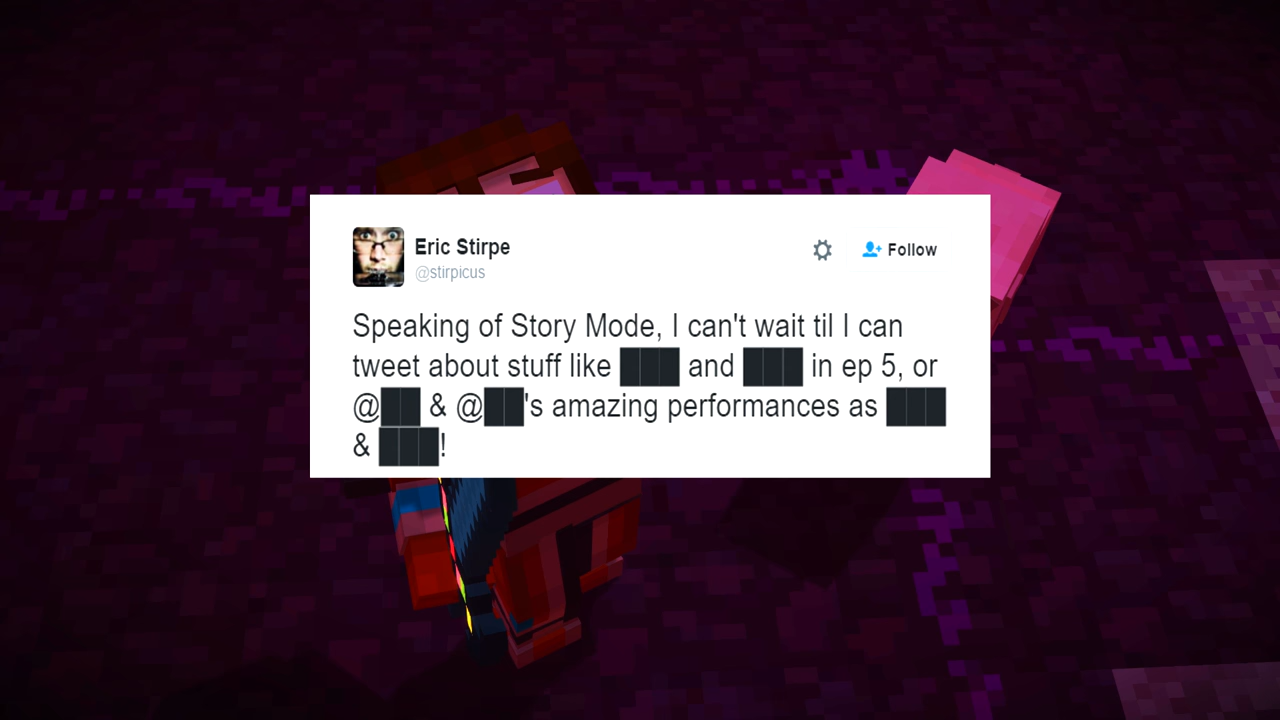 Eric Stirpe
@stirpicus
Follow
Speaking of Story Mode, I can't wait til I can
tweet about stuff like ███ and ███ in ep 5, or
@██ & @██'s amazing performances as ███
& ███!